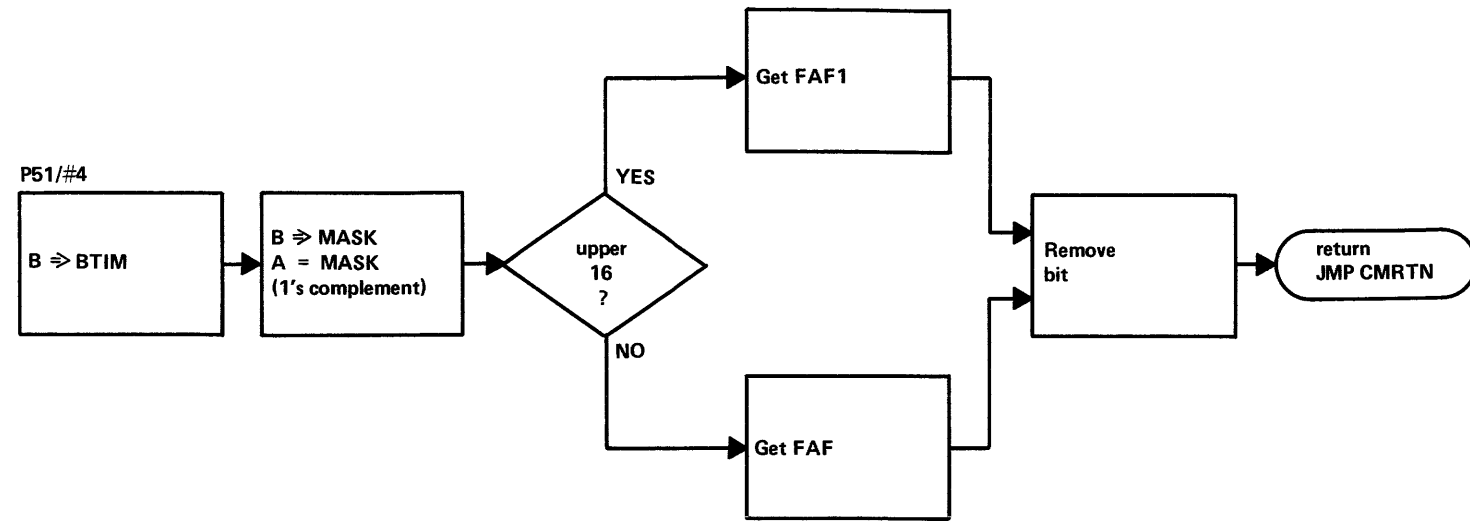 P51/#4
B ⇒ BTIM
B ⇒ MASK
A = MASK
(1's complement)
upper
16
?
YES
NO
Get FAF1
Get FAF
Remove
bit
return
JMP CMRTN